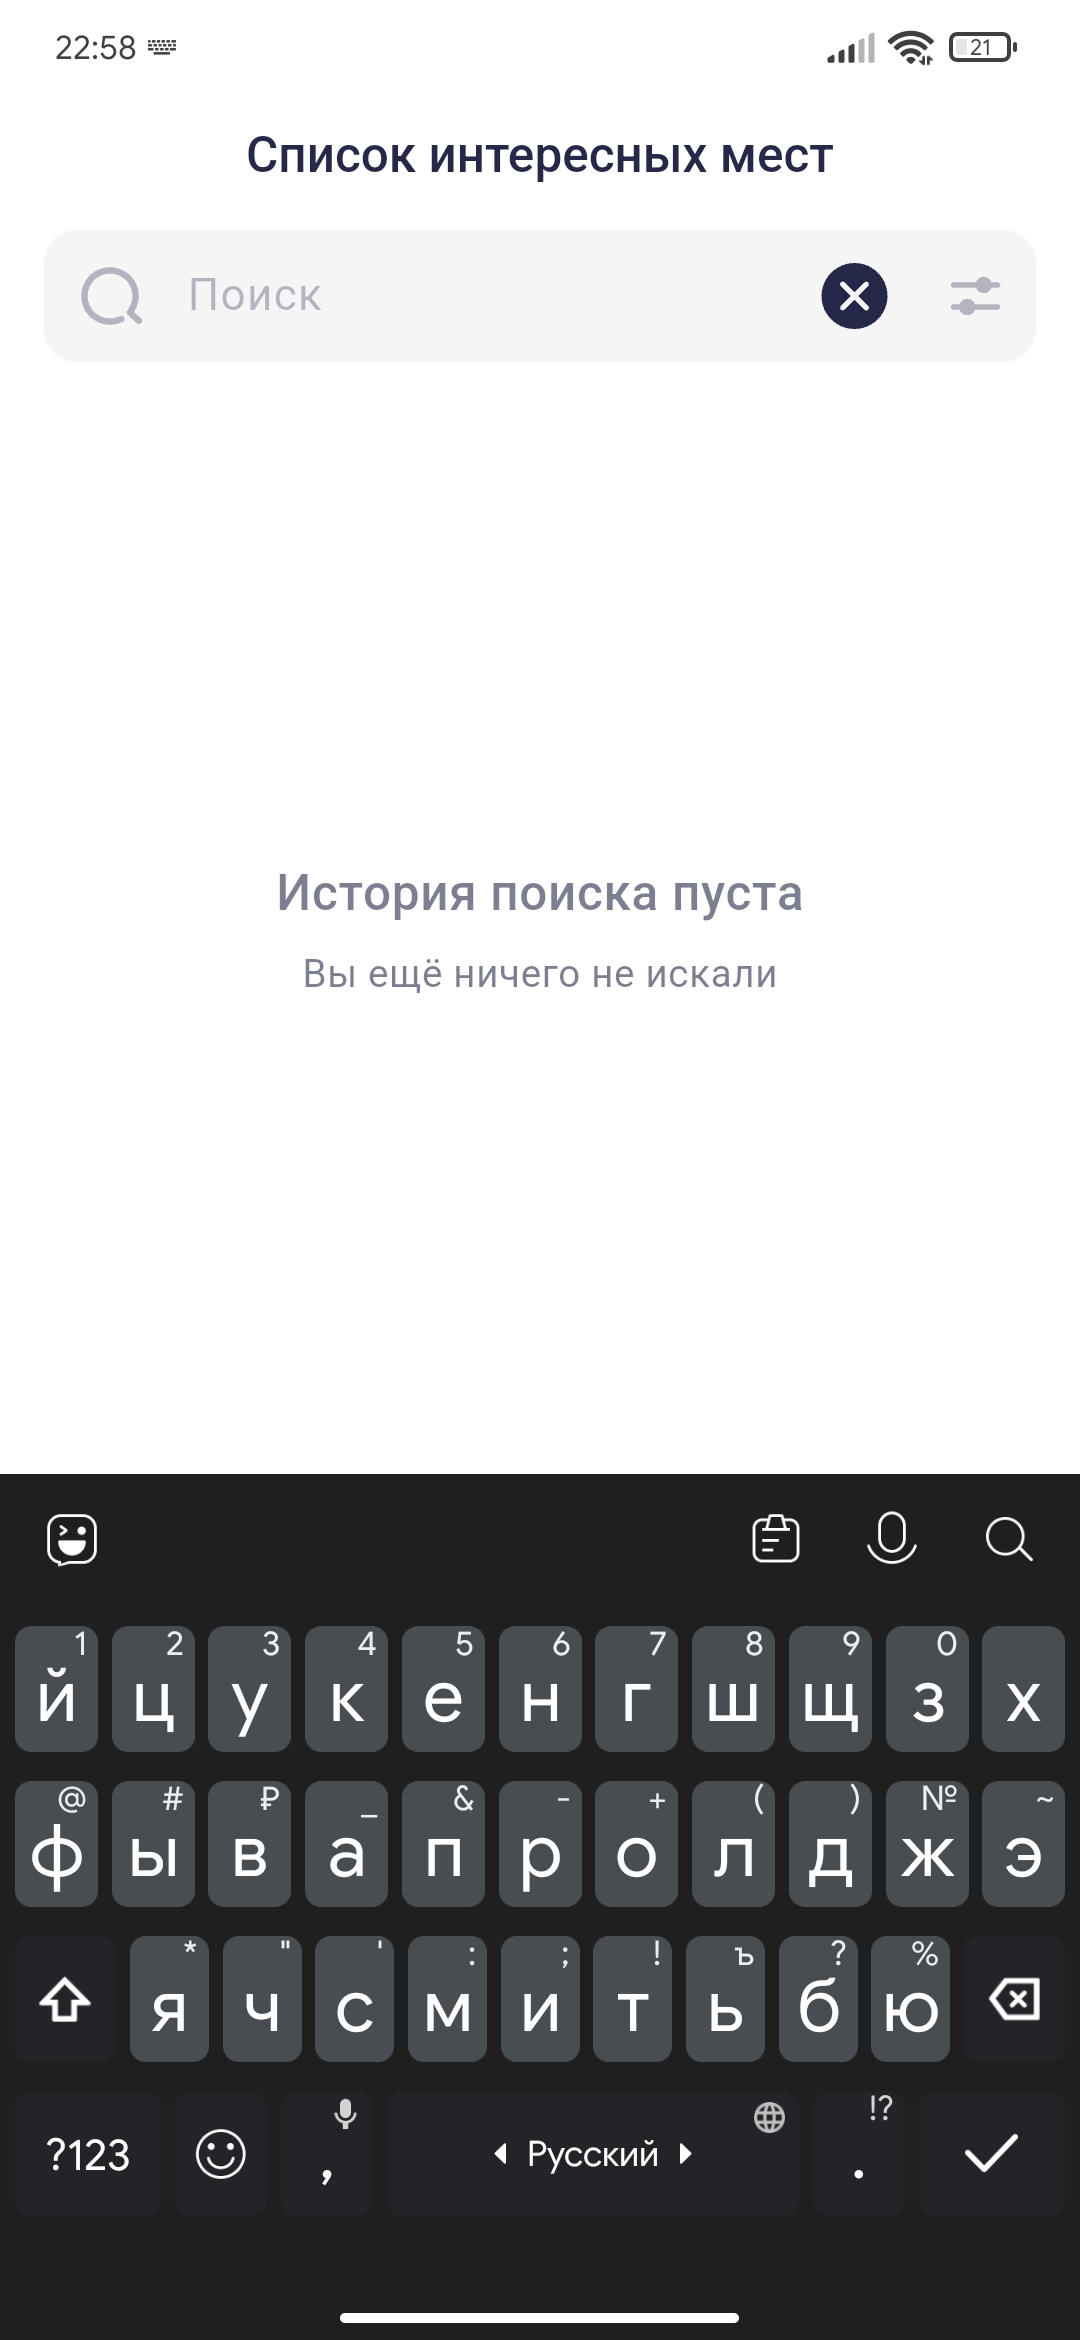 22:58
21
Список интересных мест
Поиск
История поиска пуста
Вы ещё ничего не искали
1 2 3 4 5 6 7 8 9 0
й ц у к е н г ш щ з х
@ # ₽ _ & - + ( ) № ~
ф ы в а п р о л д ж э
* " ' : ; ! ъ ? %
я ч с м и т ь б ю
!?
?123 , Русский .